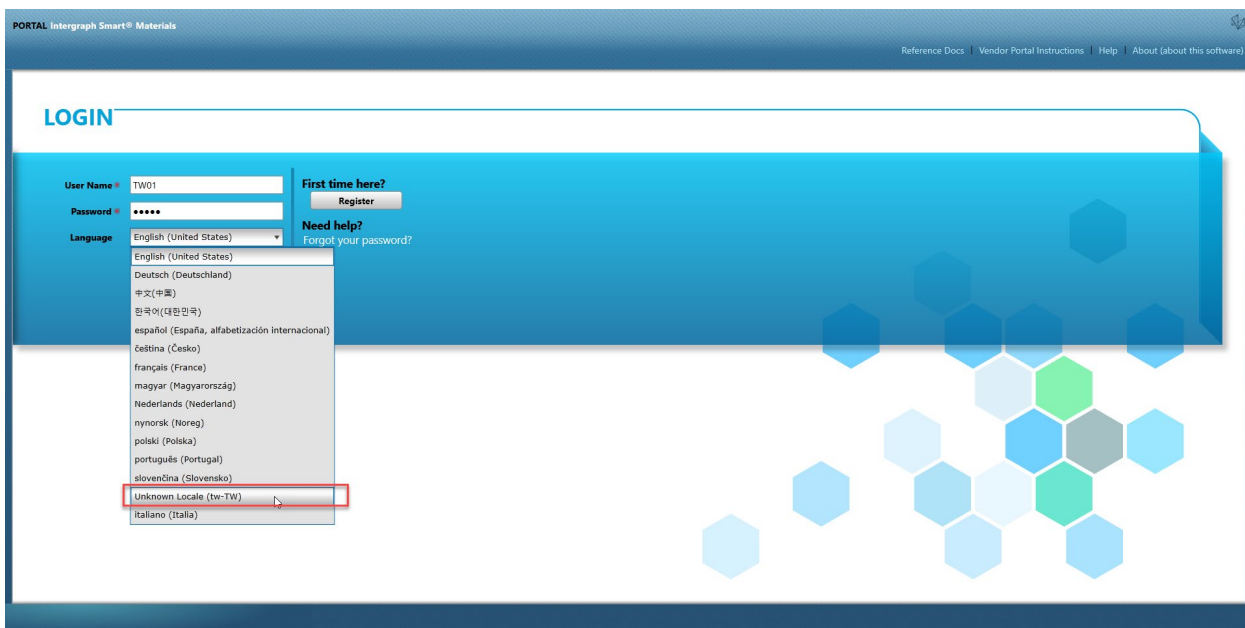 PORTAL Intergraph Smart® Materials
Reference Docs | Vendor Portal Instructions | Help | About (about this software)
LOGIN
User Name * TW01
First time here?
Register
Password * •••••
Need help?
Language English (United States)
Forgot your password?
English (United States)
Deutsch (Deutschland)
中文(中国)
한국어(대한민국)
español (España, alfabetización internacional)
čeština (Česko)
français (France)
magyar (Magyarország)
Nederlands (Nederland)
nynorsk (Noreg)
polski (Polska)
português (Portugal)
slovenčina (Slovensko)
Unknown Locale (tw-TW)
italiano (Italia)